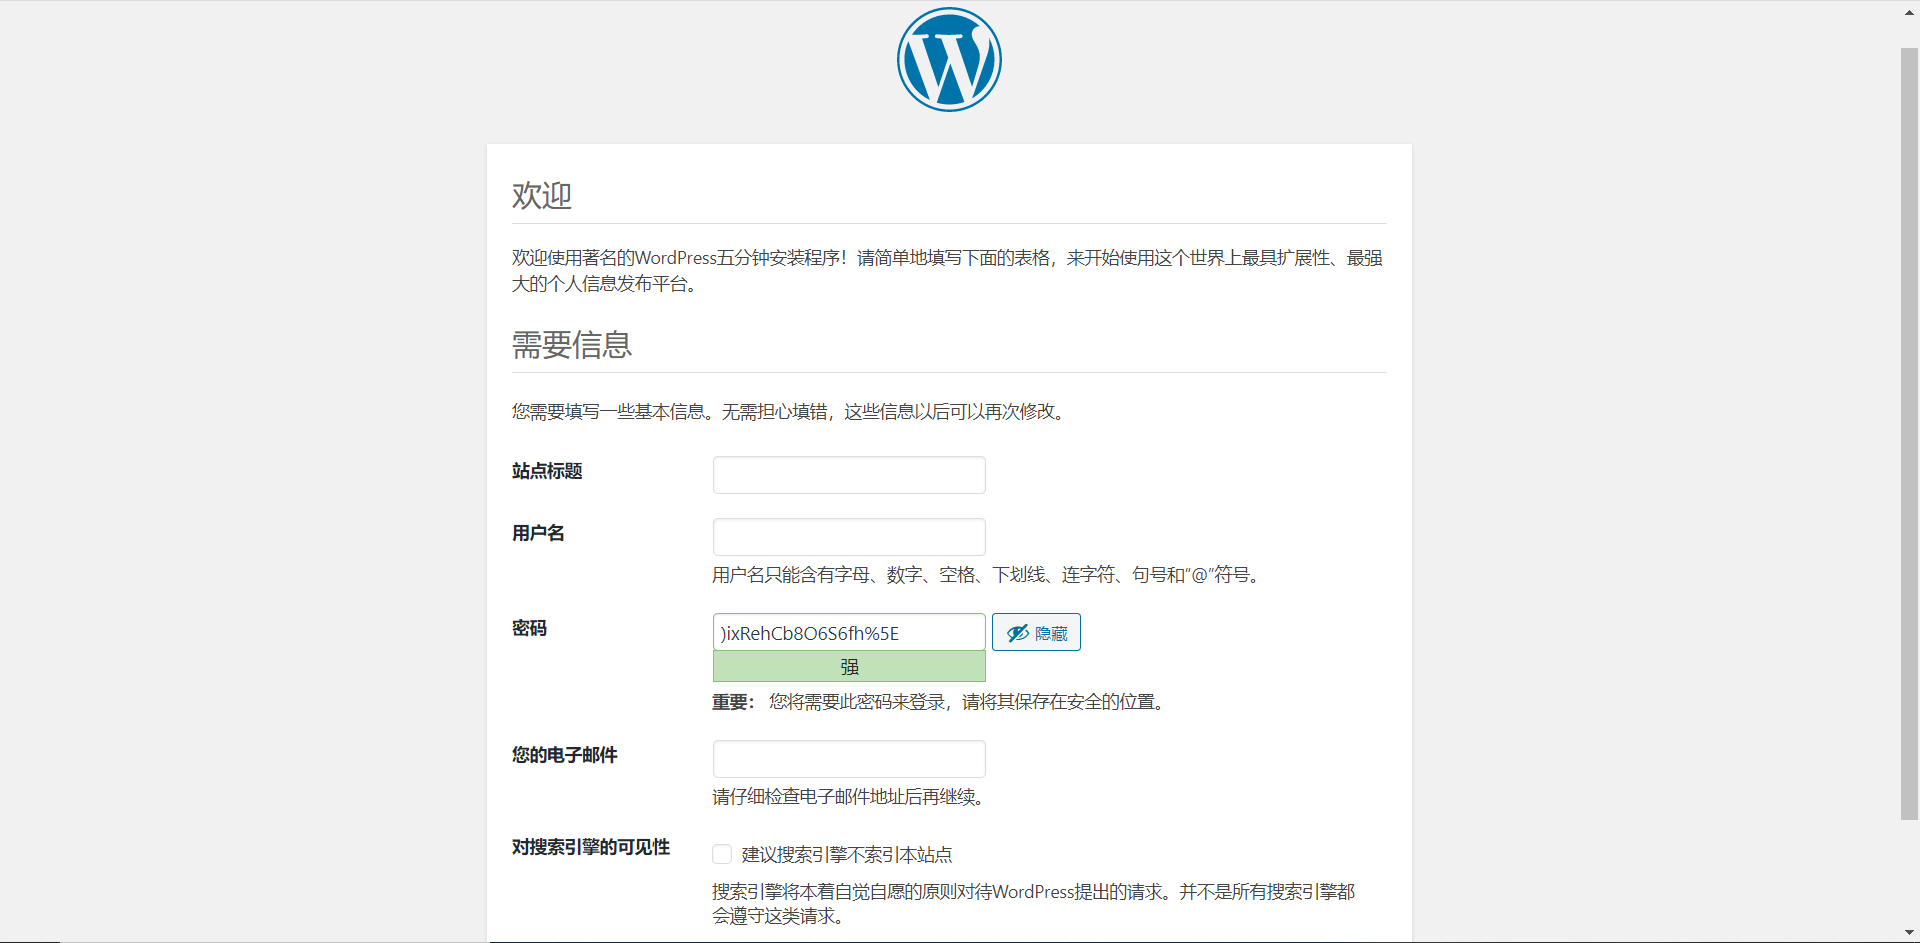 欢迎
欢迎使用著名的WordPress五分钟安装程序！请简单地填写下面的表格，来开始使用这个世界上最具扩展性、最强
大的个人信息发布平台。
需要信息
您需要填写一些基本信息。无需担心填错，这些信息以后可以再次修改。
站点标题
用户名
用户名只能含有字母、数字、空格、下划线、连字符、句号和“@”符号。
密码
)ixRehCb8O6S6fh%5E
隐藏
强
重要： 您将需要此密码来登录，请将其保存在安全的位置。
您的电子邮件
请仔细检查电子邮件地址后再继续。
对搜索引擎的可见性
建议搜索引擎不索引本站点
搜索引擎将本着自觉自愿的原则对待WordPress提出的请求。并不是所有搜索引擎都
会遵守这类请求。